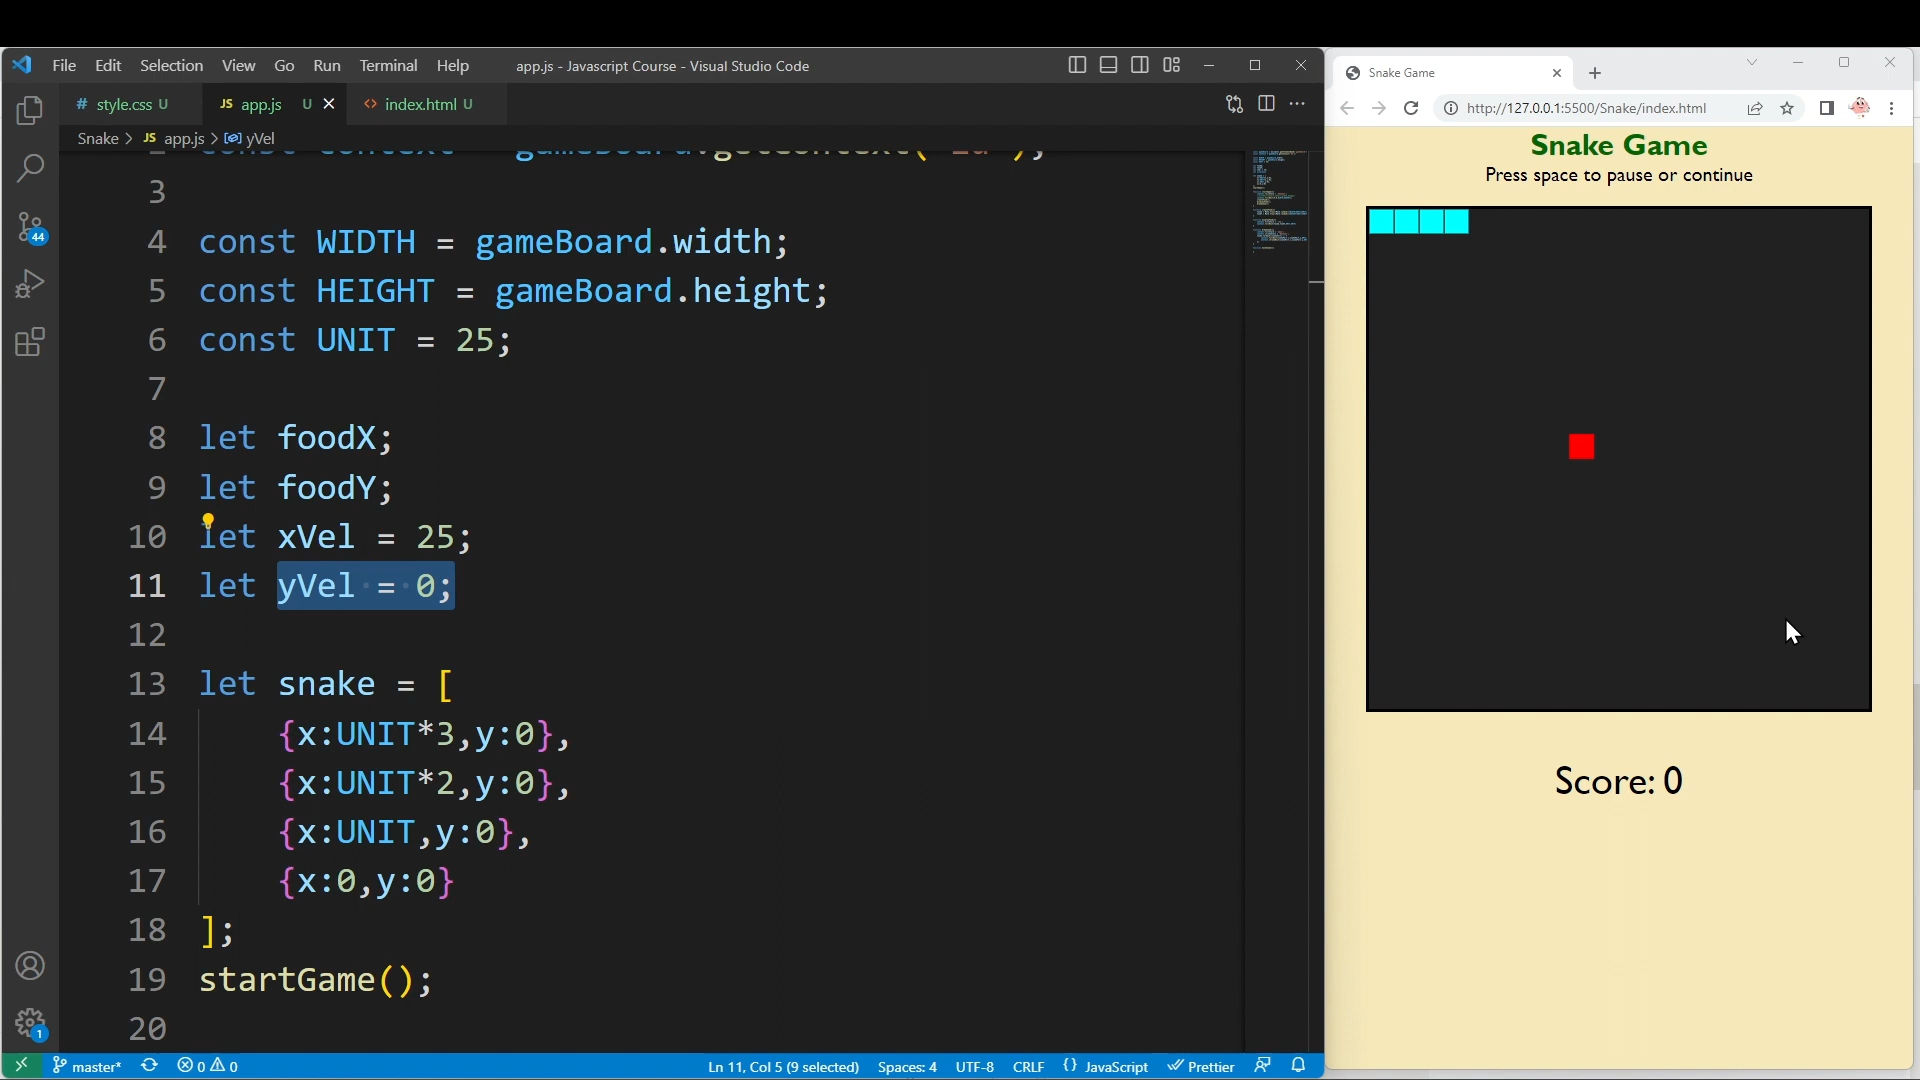 File Edit Selection View Go Run Terminal Help
app.js - Javascript Course - Visual Studio Code
# style.css U
JS app.js U
<> index.html U
Snake > JS app.js > yVel
3
4 const WIDTH = gameBoard.width;
5 const HEIGHT = gameBoard.height;
6 const UNIT = 25;
7
8 let foodX;
9 let foodY;
10 let xVel = 25;
11 let yVel = 0;
12
13 let snake = [
14 {x:UNIT*3,y:0},
15 {x:UNIT*2,y:0},
16 {x:UNIT,y:0},
17 {x:0,y:0}
18 ];
19 startGame();
20
44
1
master* 0 0 Ln 11, Col 5 (9 selected) Spaces: 4 UTF-8 CRLF {} JavaScript Prettier
Snake Game
http://127.0.0.1:5500/Snake/index.html
Snake Game
Press space to pause or continue
Score: 0